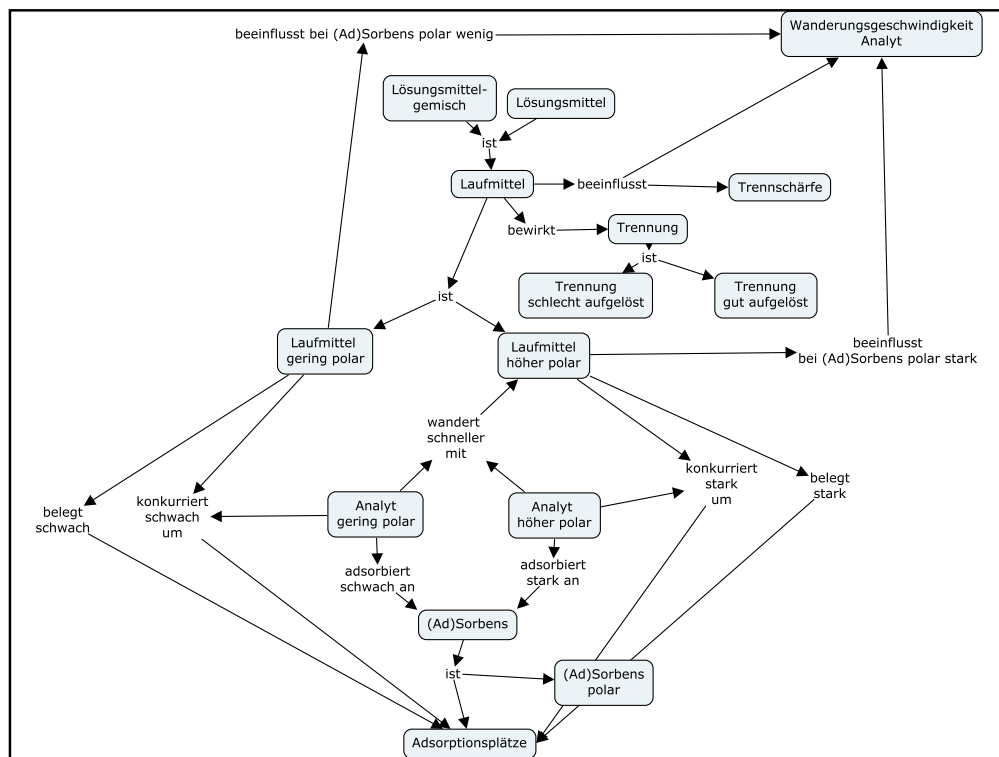 beeinflusst bei (Ad)Sorbens polar wenig
Wanderungsgeschwindigkeit
Analyt
Lösungsmittel-
gemisch
Lösungsmittel
ist
Laufmittel
beeinflusst
Trennschärfe
bewirkt
Trennung
ist
Trennung
schlecht aufgelöst
Trennung
gut aufgelöst
ist
Laufmittel
gering polar
Laufmittel
höher polar
beeinflusst
bei (Ad)Sorbens polar stark
wandert
schneller
mit
belegt
schwach
konkurriert
schwach
um
Analyt
gering polar
Analyt
höher polar
konkurriert
stark
um
belegt
stark
adsorbiert
schwach an
adsorbiert
stark an
(Ad)Sorbens
ist
(Ad)Sorbens
polar
Adsorptionsplätze